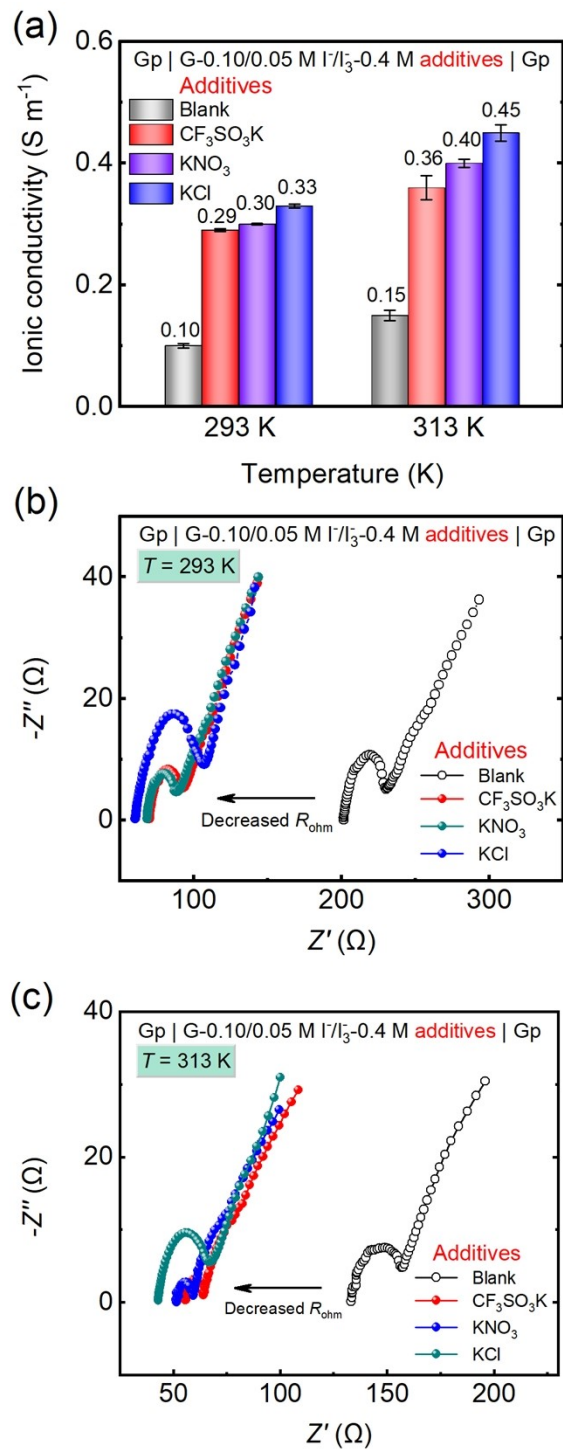 (a)
Gp | G-0.10/0.05 M I⁻/I₃⁻-0.4 M additives | Gp
Additives
Blank
CF₃SO₃K
KNO₃
KCl
Ionic conductivity (S m⁻¹)
0.6
0.4
0.2
0.0
0.10
0.29
0.30
0.33
0.15
0.36
0.40
0.45
293 K
313 K
Temperature (K)
(b)
Gp | G-0.10/0.05 M I⁻/I₃⁻-0.4 M additives | Gp
T = 293 K
-Z″ (Ω)
40
20
0
Additives
Blank
CF₃SO₃K
KNO₃
KCl
Decreased Rₒₕₘ
100
200
300
Z′ (Ω)
(c)
Gp | G-0.10/0.05 M I⁻/I₃⁻-0.4 M additives | Gp
T = 313 K
-Z″ (Ω)
40
20
0
Additives
Blank
CF₃SO₃K
KNO₃
KCl
Decreased Rₒₕₘ
50
100
150
200
Z′ (Ω)